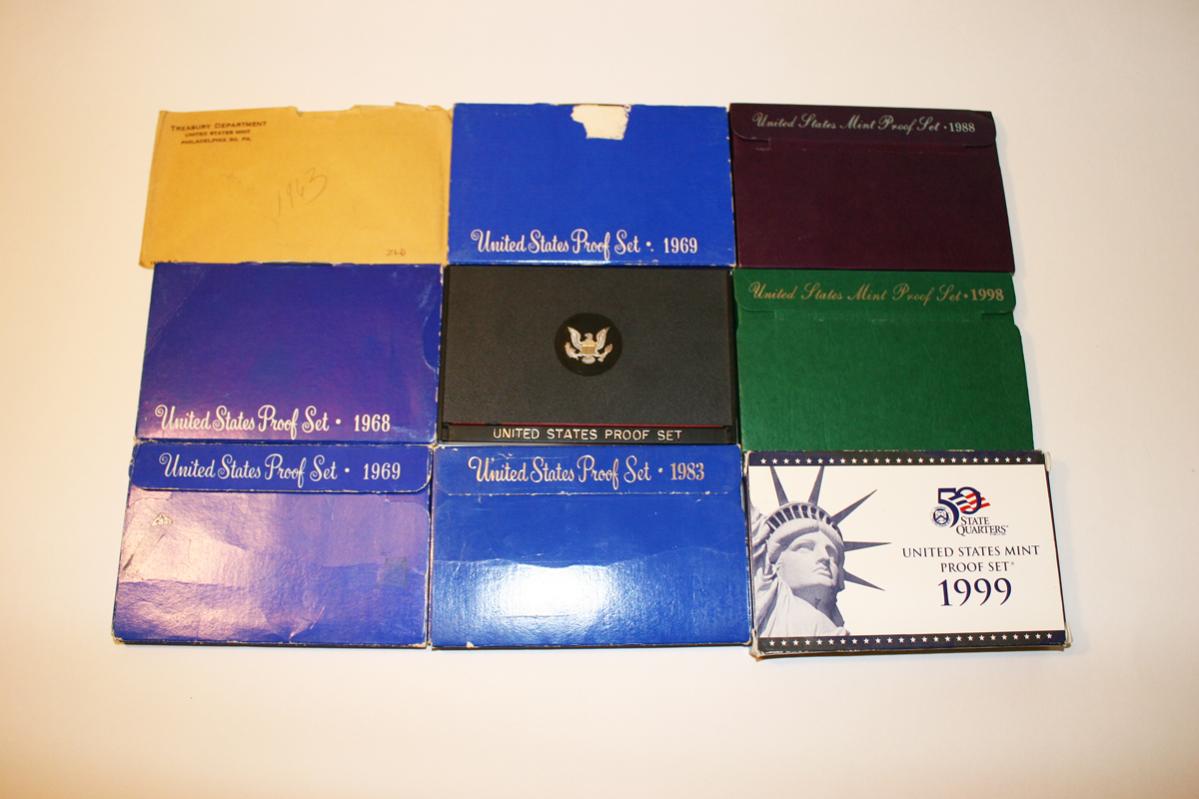 TREASURY DEPARTMENT
UNITED STATES MINT
PHILADELPHIA 30, PA.
1963
United States Proof Set · 1969
United States Mint Proof Set · 1988
United States Proof Set · 1968
UNITED STATES PROOF SET
United States Mint Proof Set · 1998
United States Proof Set · 1969
United States Proof Set · 1983
50
STATE
QUARTERS
UNITED STATES MINT
PROOF SET
1999